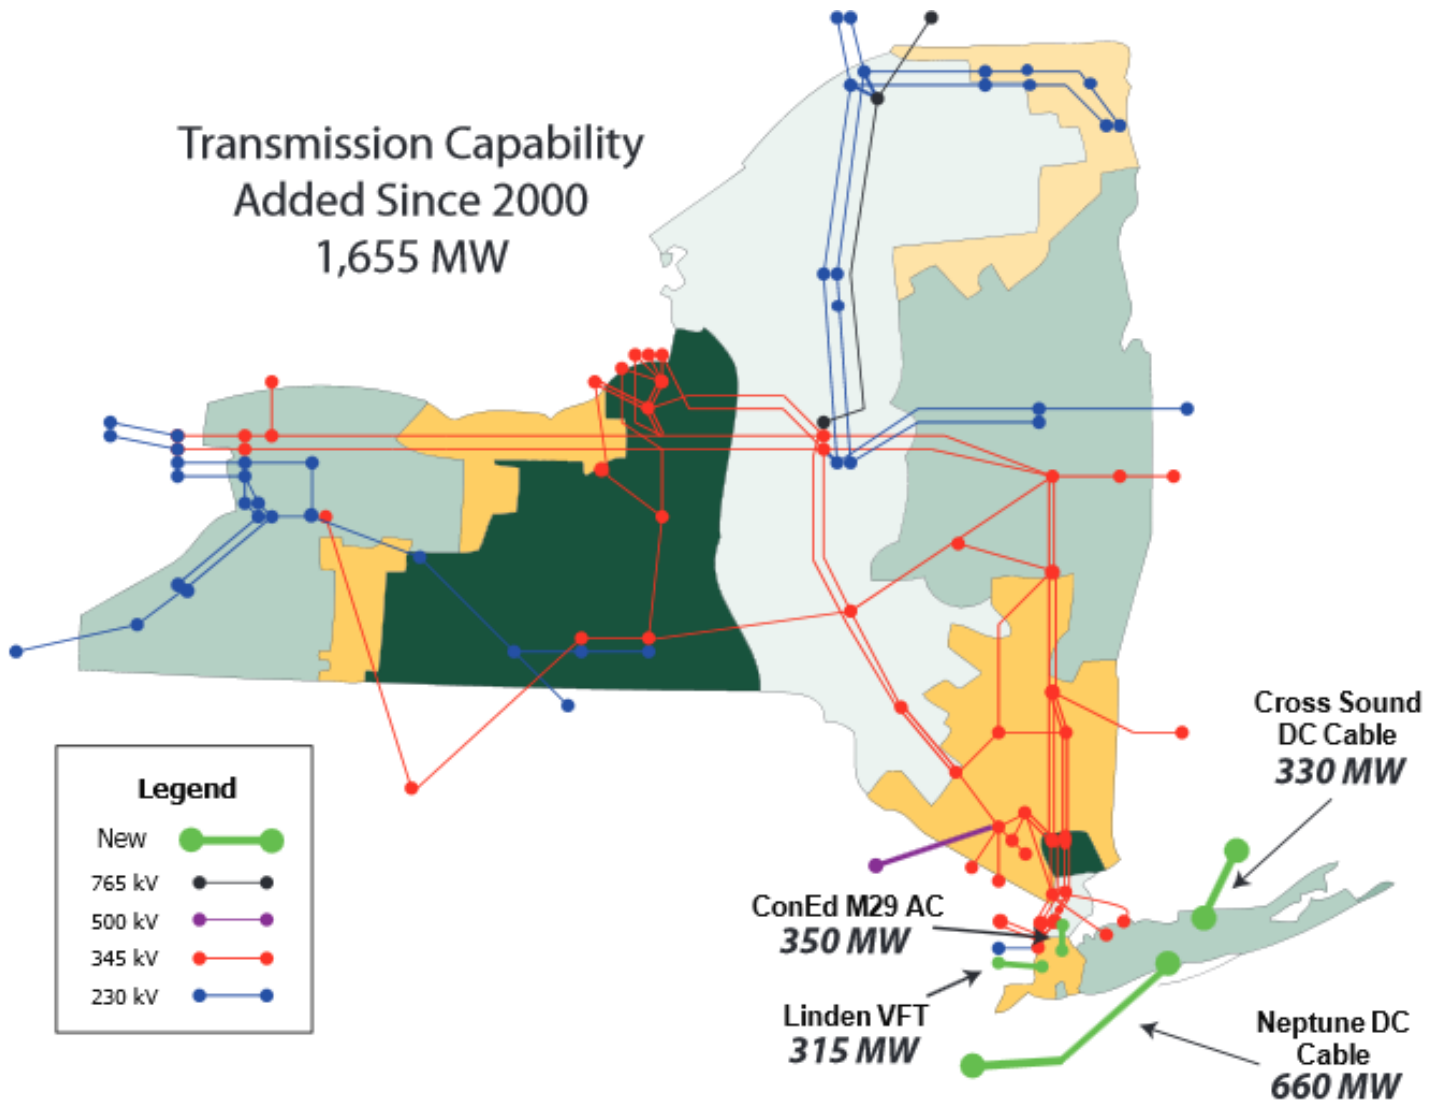 Transmission Capability
Added Since 2000
1,655 MW
Legend
New
765 kV
500 kV
345 kV
230 kV
Cross Sound
DC Cable
330 MW
ConEd M29 AC
350 MW
Linden VFT
315 MW
Neptune DC
Cable
660 MW